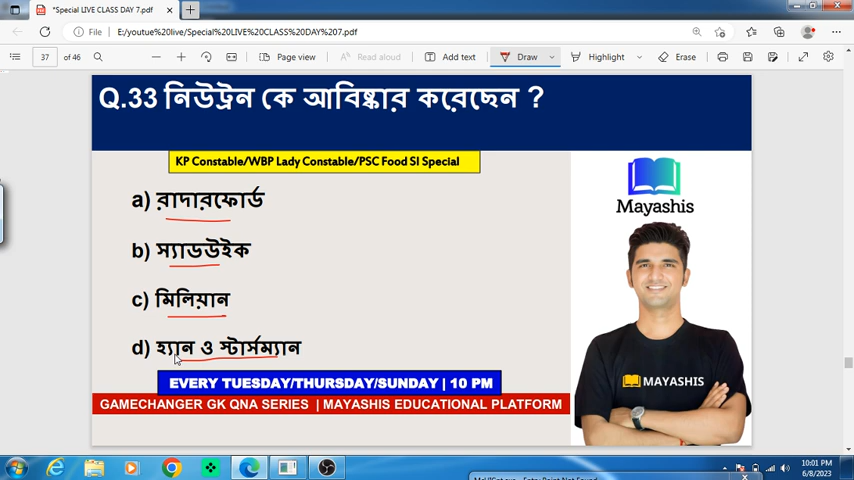 *Special LIVE CLASS DAY 7.pdf
File
E:/youtue%20live/Special%20LIVE%20CLASS%20DAY%207.pdf
37 of 46
Page view
Read aloud
Add text
Draw
Highlight
Erase
Q.33 নিউট্রন কে আবিষ্কার করেছেন ?
KP Constable/WBP Lady Constable/PSC Food SI Special
a) রাদারফোর্ড
b) স্যাডউইক
c) মিলিয়ান
d) হ্যান ও স্টার্সম্যান
Mayashis
MAYASHIS
EVERY TUESDAY/THURSDAY/SUNDAY | 10 PM
GAMECHANGER GK QNA SERIES | MAYASHIS EDUCATIONAL PLATFORM
10:01 PM
6/8/2023